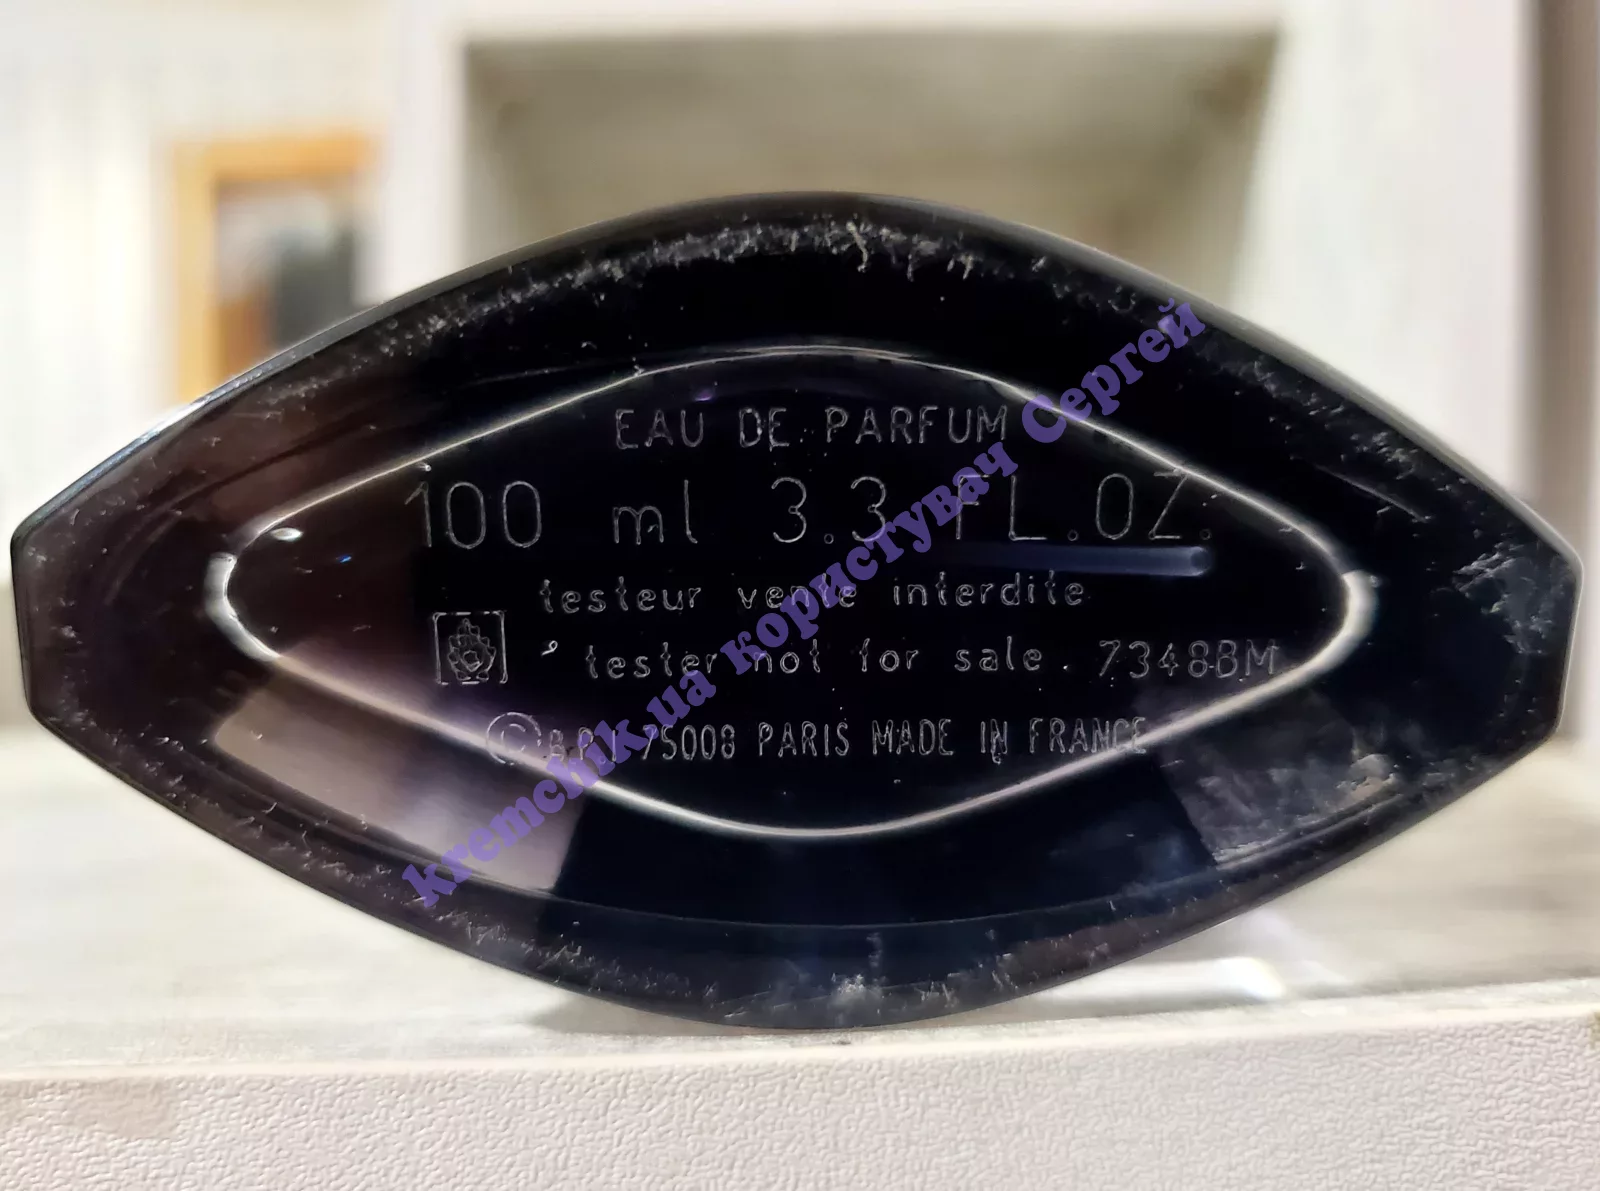 EAU DE PARFUM
100 ml 3.3 FL.OZ.
testeur vente interdite
tester not for sale. 73488M
© 75008 PARIS MADE IN FRANCE
kremchik.ua користувач Сергей